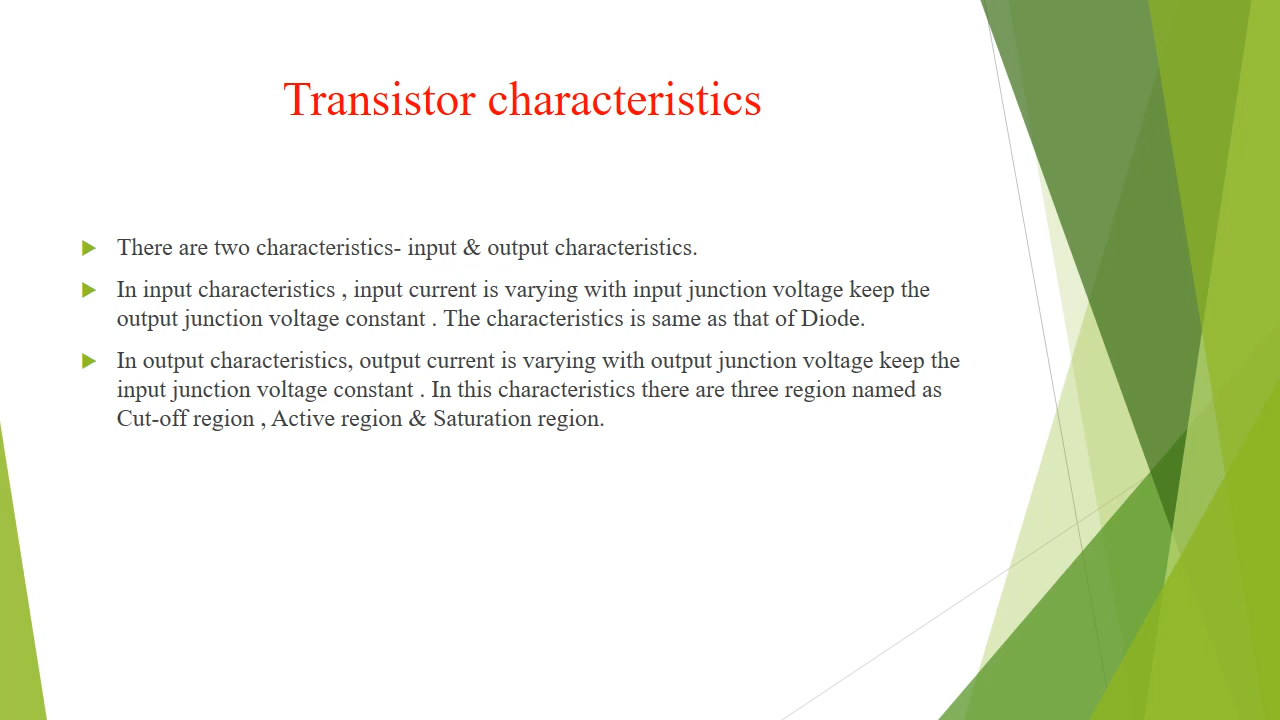 Transistor characteristics
There are two characteristics- input & output characteristics.
In input characteristics , input current is varying with input junction voltage keep the
output junction voltage constant . The characteristics is same as that of Diode.
In output characteristics, output current is varying with output junction voltage keep the
input junction voltage constant . In this characteristics there are three region named as
Cut-off region , Active region & Saturation region.